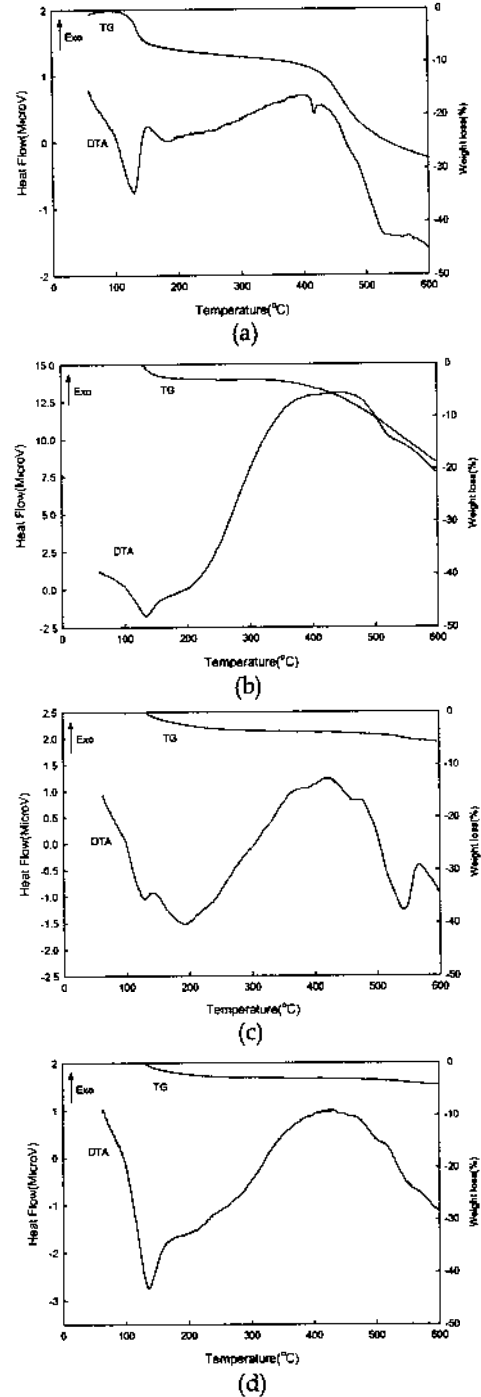 2
Exo
TG
1
0
DTA
-1
-2
Heat Flow(MicroV)
0
-10
-20
-30
-40
-50
Weight loss(%)
0 100 200 300 400 500 600
Temperature(°C)
(a)
15.0
Exo
TG
12.5
10.0
7.5
5.0
2.5
DTA
0.0
-2.5
Heat Flow(MicroV)
0
-10
-20
-30
-40
-50
Weight loss(%)
0 100 200 300 400 500 600
Temperature(°C)
(b)
2.5
Exo
2.0
TG
1.5
1.0
0.5
DTA
0.0
-0.5
-1.0
-1.5
-2.0
-2.5
Heat Flow(MicroV)
0
-10
-20
-30
-40
-50
Weight loss(%)
0 100 200 300 400 500 600
Temperature(°C)
(c)
2
Exo
TG
1
DTA
0
-1
-2
-3
Heat Flow(MicroV)
0
-10
-20
-30
-40
-50
Weight loss(%)
0 100 200 300 400 500 600
Temperature(°C)
(d)